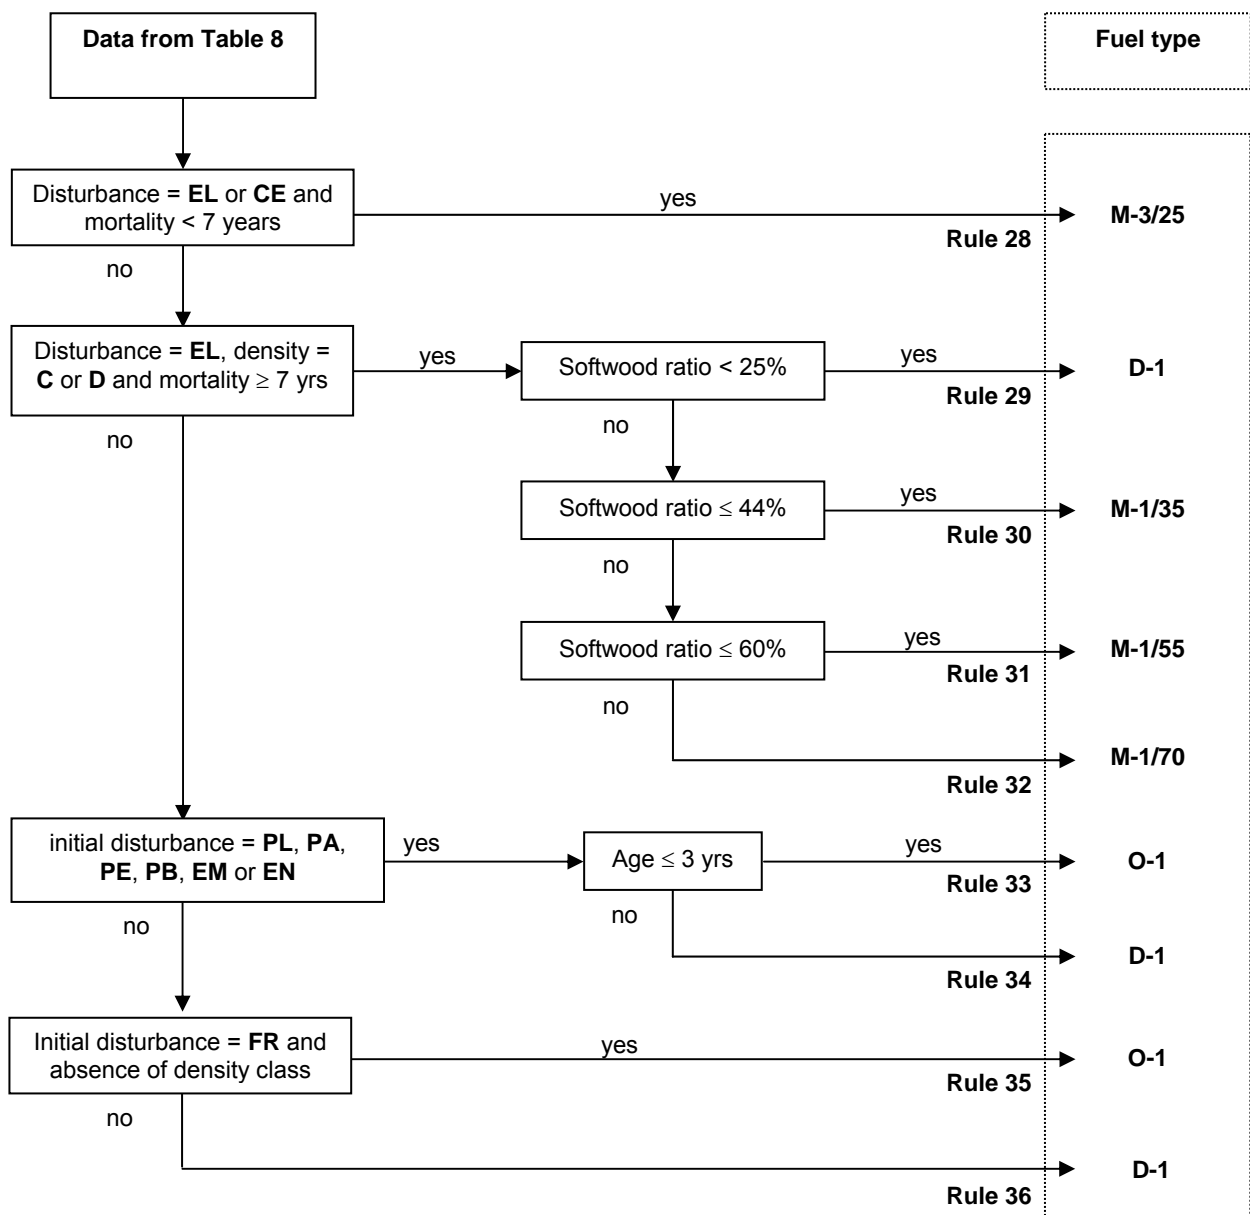 Data from Table 8
Fuel type
Disturbance = EL or CE and
mortality < 7 years
yes
Rule 28
M-3/25
no
Disturbance = EL, density =
C or D and mortality ≥ 7 yrs
yes
Softwood ratio < 25%
yes
Rule 29
D-1
no
no
Softwood ratio ≤ 44%
yes
Rule 30
M-1/35
no
Softwood ratio ≤ 60%
yes
Rule 31
M-1/55
no
Rule 32
M-1/70
initial disturbance = PL, PA,
PE, PB, EM or EN
yes
Age ≤ 3 yrs
yes
Rule 33
O-1
no
no
Rule 34
D-1
Initial disturbance = FR and
absence of density class
yes
Rule 35
O-1
no
Rule 36
D-1